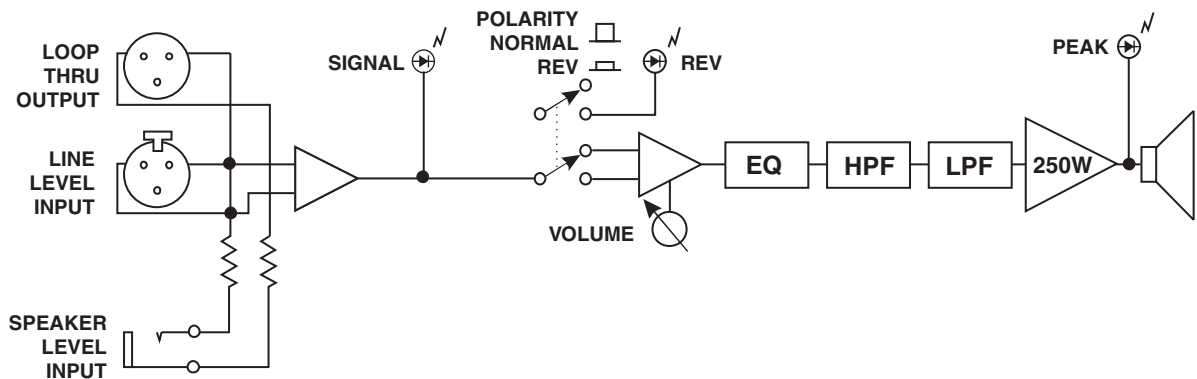 LOOP
THRU
OUTPUT
LINE
LEVEL
INPUT
SPEAKER
LEVEL
INPUT
SIGNAL
POLARITY
NORMAL
REV
REV
VOLUME
EQ
HPF
LPF
250W
PEAK